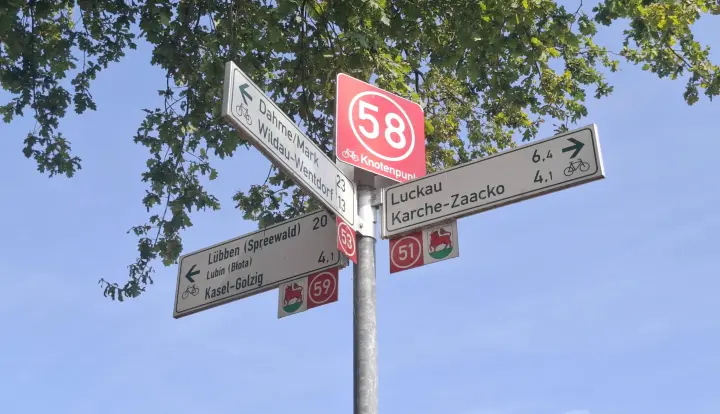 58
Knotenpunkt
Dahme/Mark 23
Wildau-Wentdorf 13
53
Luckau 6.4
Karche-Zaacko 4.1
51
Lübben (Spreewald) 20
Lubin (Błota)
Kasel-Golzig 4.1
59